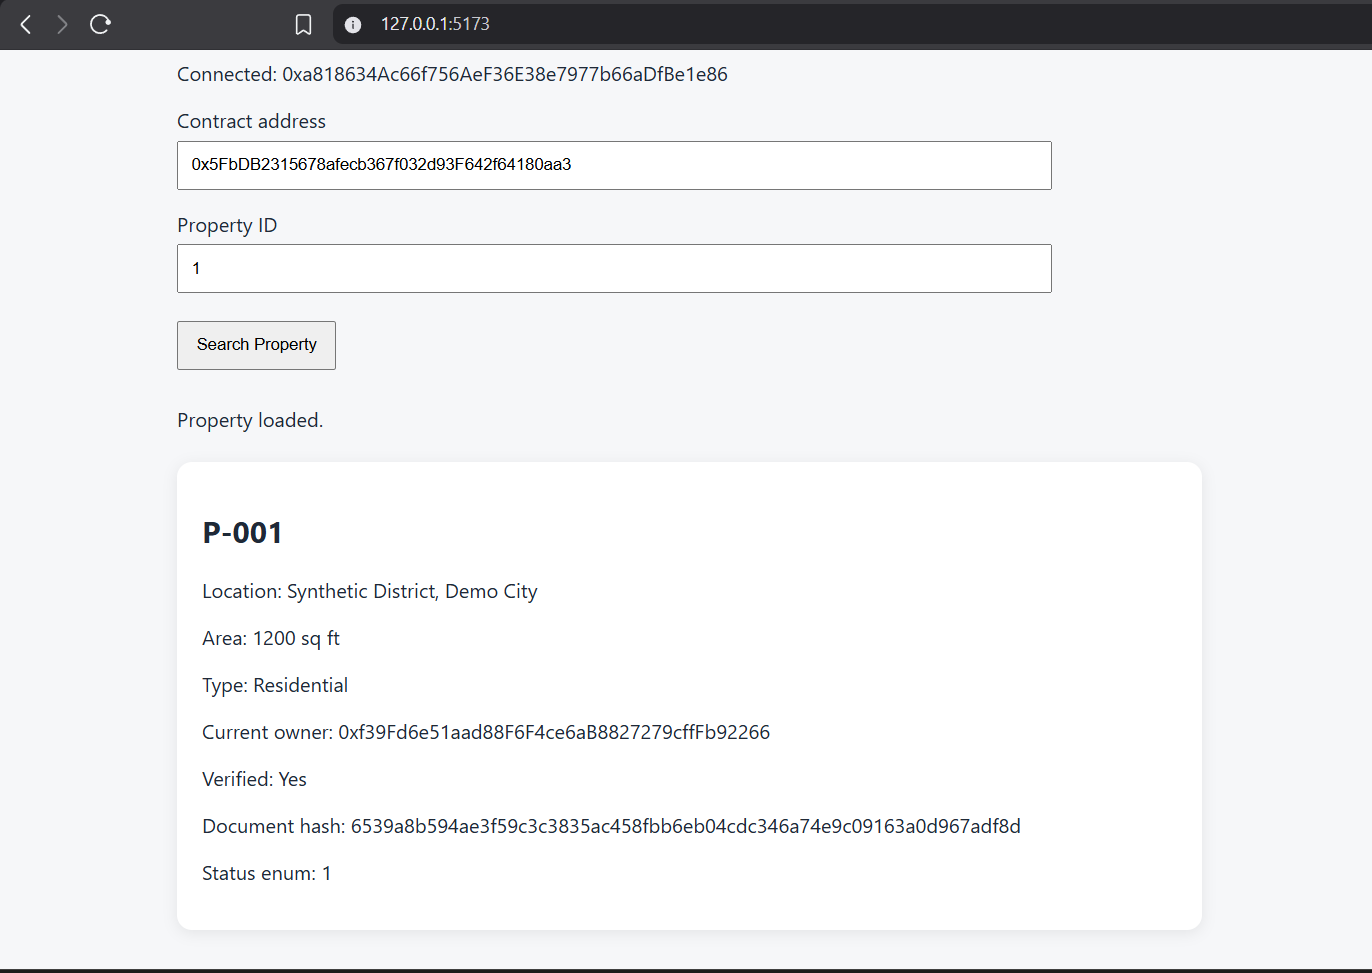 127.0.0.1:5173
Connected: 0xa818634Ac66f756AeF36E38e7977b66aDfBe1e86
Contract address
0x5FbDB2315678afecb367f032d93F642f64180aa3
Property ID
1
Search Property
Property loaded.
P-001
Location: Synthetic District, Demo City
Area: 1200 sq ft
Type: Residential
Current owner: 0xf39Fd6e51aad88F6F4ce6aB8827279cffFb92266
Verified: Yes
Document hash: 6539a8b594ae3f59c3c3835ac458fbb6eb04cdc346a74e9c09163a0d967adf8d
Status enum: 1